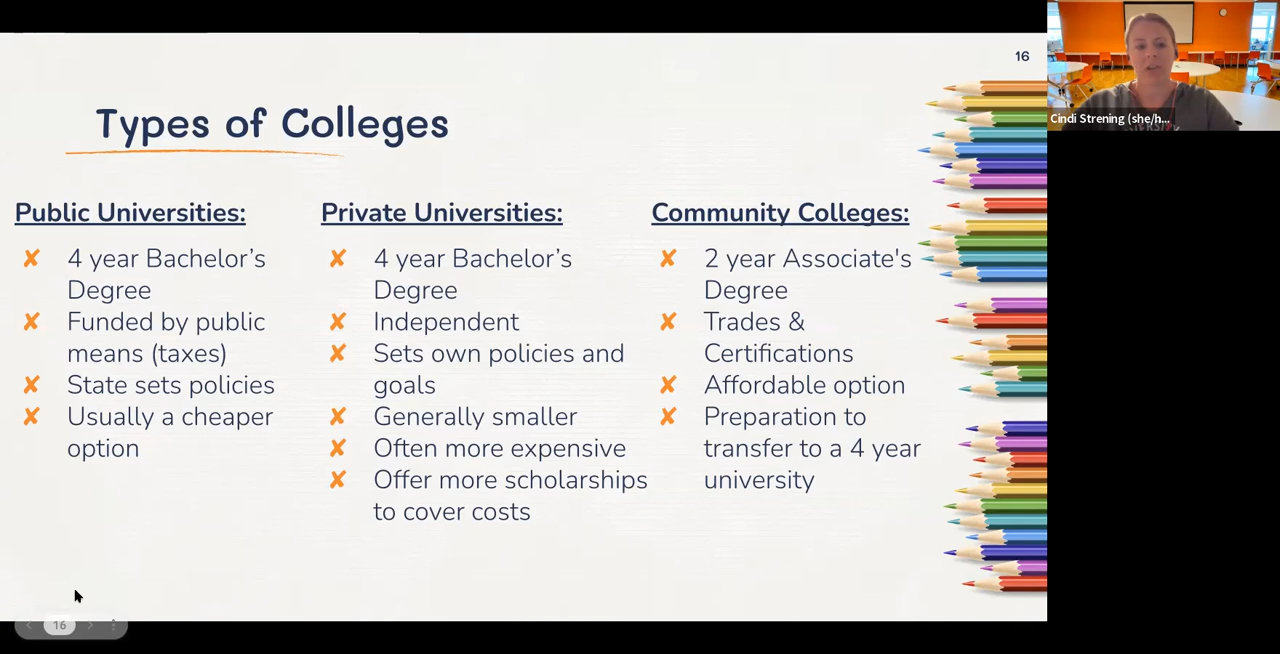 16
Types of Colleges
Public Universities:
✘ 4 year Bachelor’s
Degree
✘ Funded by public
means (taxes)
✘ State sets policies
✘ Usually a cheaper
option
Private Universities:
✘ 4 year Bachelor’s
Degree
✘ Independent
✘ Sets own policies and
goals
✘ Generally smaller
✘ Often more expensive
✘ Offer more scholarships
to cover costs
Community Colleges:
✘ 2 year Associate's
Degree
✘ Trades &
Certifications
✘ Affordable option
✘ Preparation to
transfer to a 4 year
university
Cindi Strening (she/h...
16